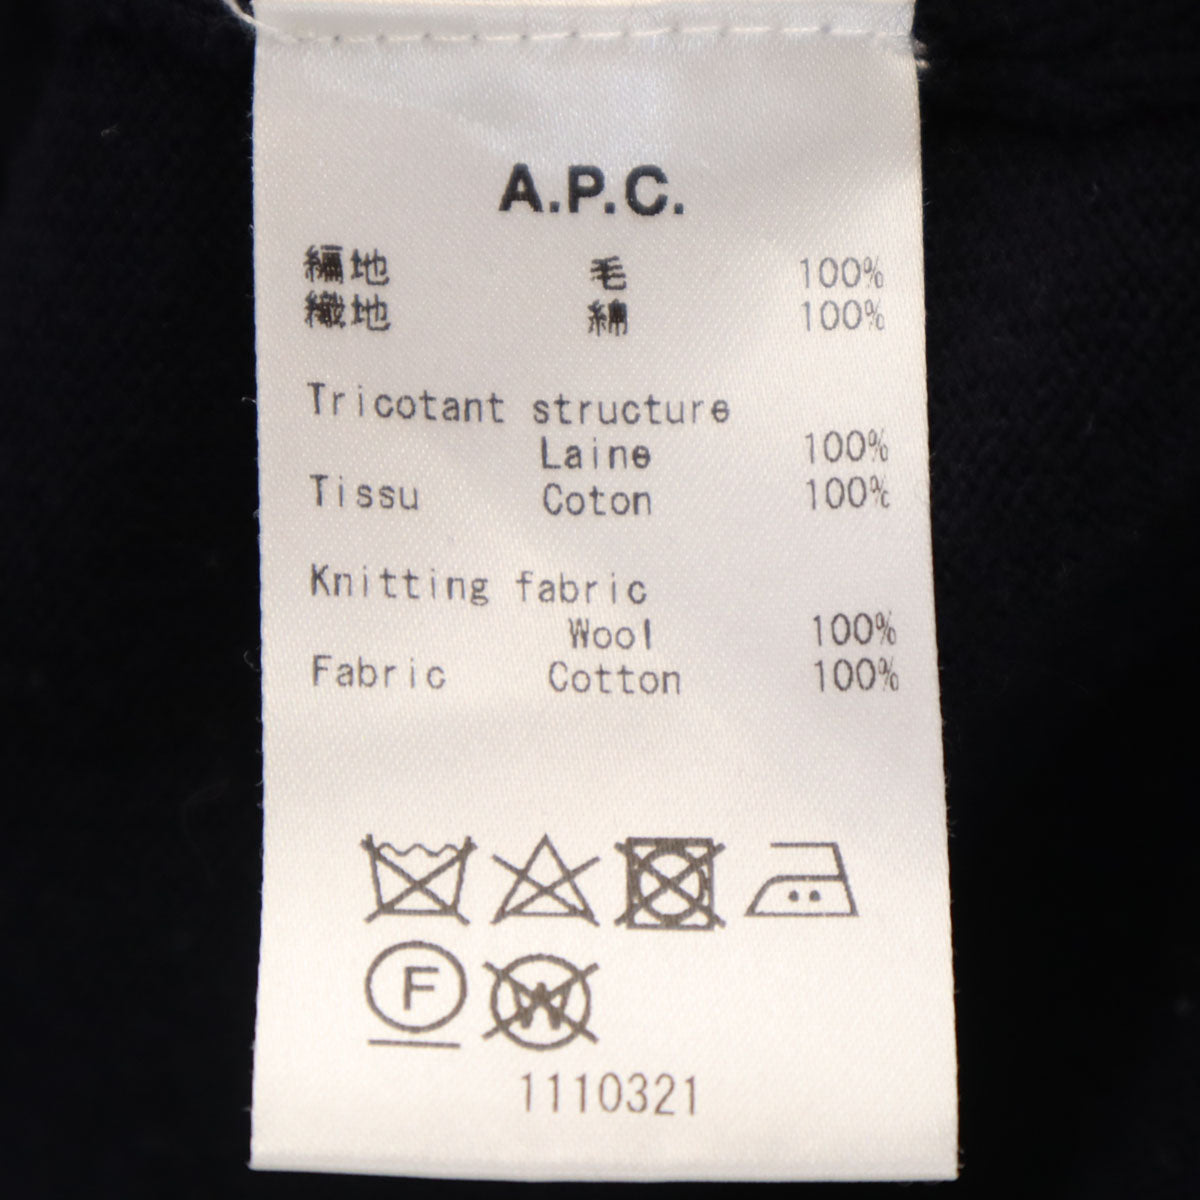 A.P.C.
編地 毛 100%
織地 綿 100%
Tricotant structure
Laine 100%
Tissu Coton 100%
Knitting fabric
Wool 100%
Fabric Cotton 100%
F W
1110321